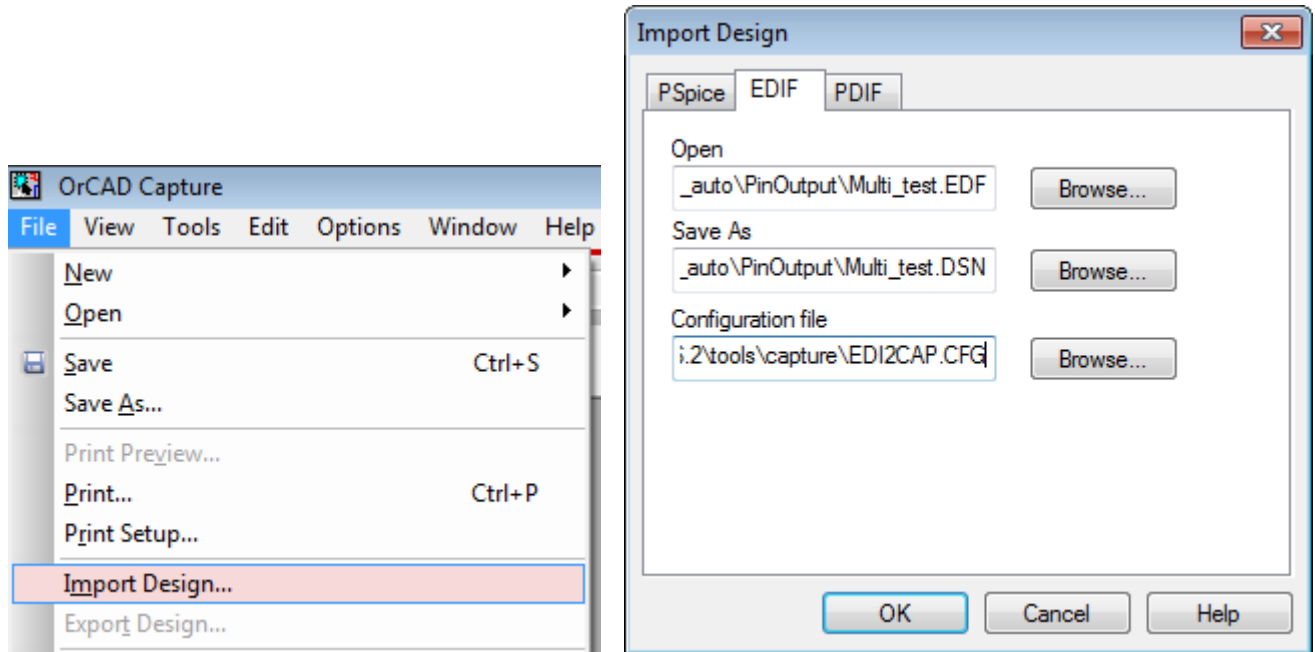 OrCAD Capture
File View Tools Edit Options Window Help
New
Open
Save Ctrl+S
Save As...
Print Preview...
Print... Ctrl+P
Print Setup...
Import Design...
Export Design...
Import Design
PSpice EDIF PDIF
Open
_auto\PinOutput\Multi_test.EDF Browse...
Save As
_auto\PinOutput\Multi_test.DSN Browse...
Configuration file
.2\tools\capture\EDI2CAP.CFG Browse...
OK Cancel Help